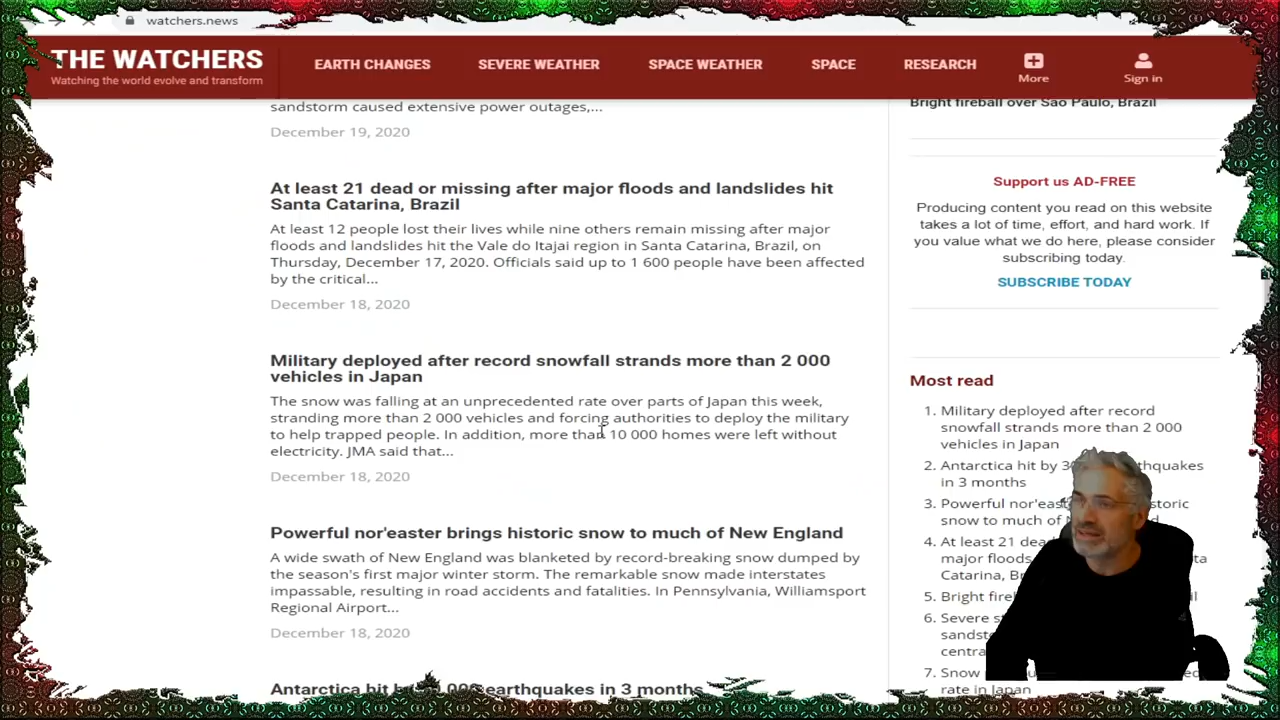 watchers.news
THE WATCHERS
Watching the world evolve and transform
EARTH CHANGES
SEVERE WEATHER
SPACE WEATHER
SPACE
RESEARCH
More
Sign in
sandstorm caused extensive power outages,...
December 19, 2020
At least 21 dead or missing after major floods and landslides hit
Santa Catarina, Brazil
At least 12 people lost their lives while nine others remain missing after major
floods and landslides hit the Vale do Itajai region in Santa Catarina, Brazil, on
Thursday, December 17, 2020. Officials said up to 1 600 people have been affected
by the critical...
December 18, 2020
Military deployed after record snowfall strands more than 2 000
vehicles in Japan
The snow was falling at an unprecedented rate over parts of Japan this week,
stranding more than 2 000 vehicles and forcing authorities to deploy the military
to help trapped people. In addition, more than 10 000 homes were left without
electricity. JMA said that...
December 18, 2020
Powerful nor'easter brings historic snow to much of New England
A wide swath of New England was blanketed by record-breaking snow dumped by
the season's first major winter storm. The remarkable snow made interstates
impassable, resulting in road accidents and fatalities. In Pennsylvania, Williamsport
Regional Airport...
December 18, 2020
Antarctica hit 000 earthquakes in 3 months
Bright fireball over Sao Paulo, Brazil
Support us AD-FREE
Producing content you read on this website
takes a lot of time, effort, and hard work. If
you value what we do here, please consider
subscribing today.
SUBSCRIBE TODAY
Most read
1. Military deployed after record
snowfall strands more than 2 000
vehicles in Japan
2. Antarctica hit by
in 3 months
3. Powerful
snow to much of
4. At least 21
major floods
Catarina,
5. Bright
6. Severe
7. Snow
rate in Japan